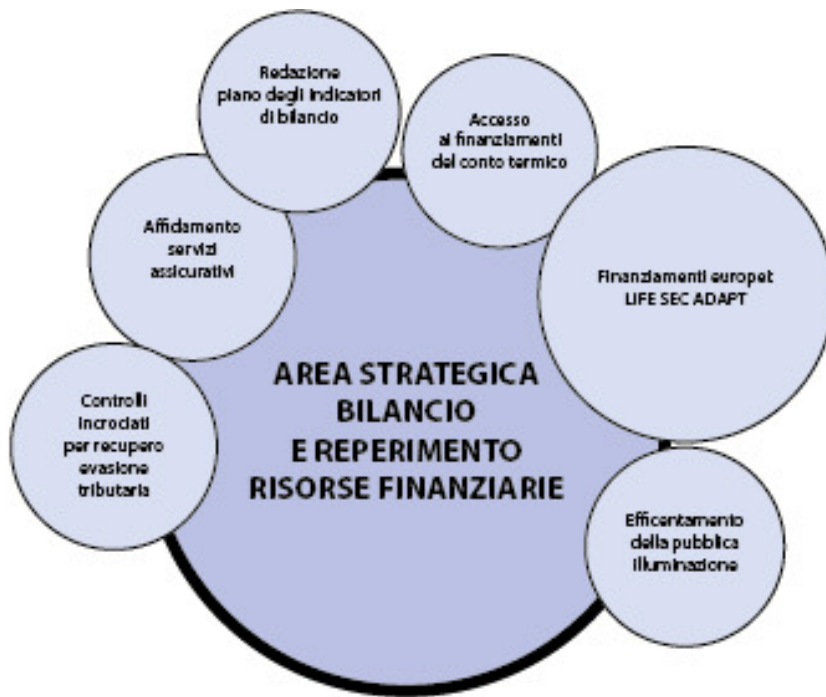 Redazione
piano degli indicatori
di bilancio
Accesso
ai finanziamenti
del conto termico
Affidamento
servizi
assicurativi
Finanziamenti europei:
LIFE SEC ADAPT
Controlli
incrociati
per recupero
evasione
tributaria
AREA STRATEGICA
BILANCIO
E REPERIMENTO
RISORSE FINANZIARIE
Efficentamento
della pubblica
illuminazione